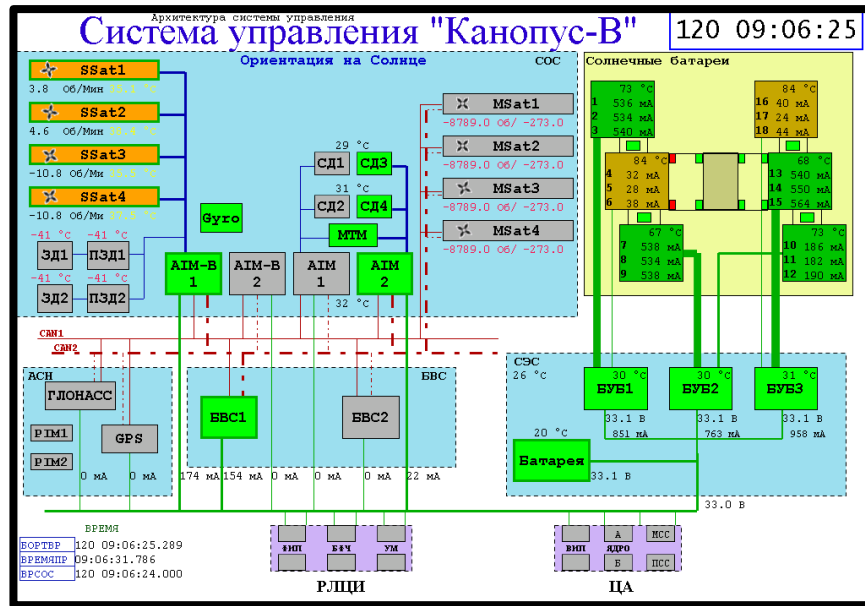 Архитектура системы управления
Система управления "Канопус-В"
120 09:06:25
Ориентация на Солнце
СОС
SSat1
3.8 Об/Мин 35.1 °C
SSat2
4.6 Об/Мин 38.4 °C
SSat3
-10.8 Об/Ми
SSat4
-10.8 Об/Ми 37.5 °C
MSat1
-8789.0 Об/ -273.0
MSat2
-8789.0 Об/ -273.0
MSat3
-8789.0 Об/ -273.0
MSat4
-8789.0 Об/ -273.0
29 °C
СД1
СД3
31 °C
СД2
СД4
Gyro
МТМ
-41 °C
-41 °C
ЗД1
ПЗД1
-41 °C
-41 °C
ЗД2
ПЗД2
AIM-B
1
AIM-B
2
AIM
1
AIM
2
32 °C
Солнечные батареи
73 °C
1 536 мА
2 534 мА
3 540 мА
84 °C
16 40 мА
17 24 мА
18 44 мА
84 °C
4 32 мА
5 28 мА
6 38 мА
68 °C
13 540 мА
14 550 мА
15 564 мА
67 °C
7 538 мА
8 534 мА
9 538 мА
73 °C
10 186 мА
11 182 мА
12 190 мА
CAN1
CAN2
АСН
ГЛОНАСС
PIM1
GPS
PIM2
0 мА
0 мА
БВС
БВС1
БВС2
174 мА
154 мА
0 мА
0 мА
0 мА
22 мА
СЭС
26 °C
30 °C
БУБ1
30 °C
БУБ2
31 °C
БУБ3
33.1 В
33.1 В
33.1 В
851 мА
763 мА
958 мА
20 °C
Батарея
33.1 В
33.0 В
ВРЕМЯ
БОРТВР 120 09:06:25.289
ВРЕМЯПР 09:06:31.786
ВРСОС 120 09:06:24.000
ФИП
БФЧ
УМ
РЛЦИ
А
МСС
ВИП
ЯДРО
Б
ПСС
ЦА